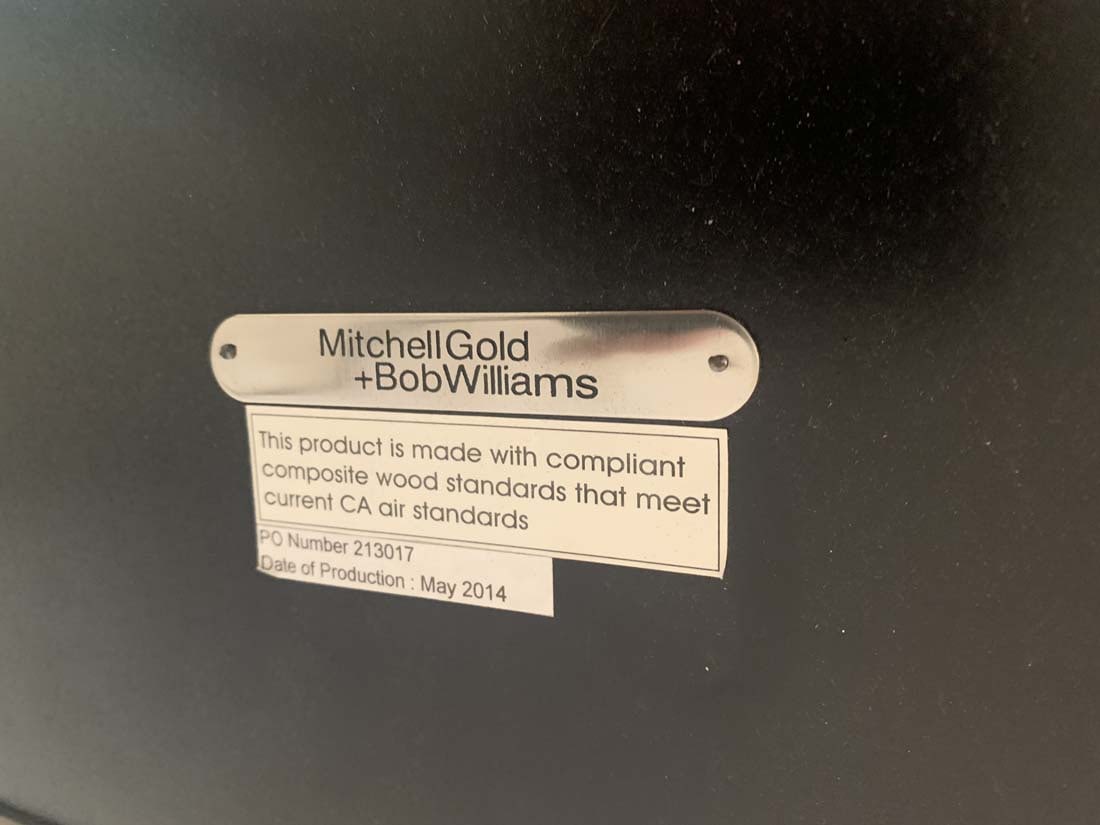 MitchellGold
+BobWilliams
This product is made with compliant
composite wood standards that meet
current CA air standards
PO Number 213017
Date of Production : May 2014